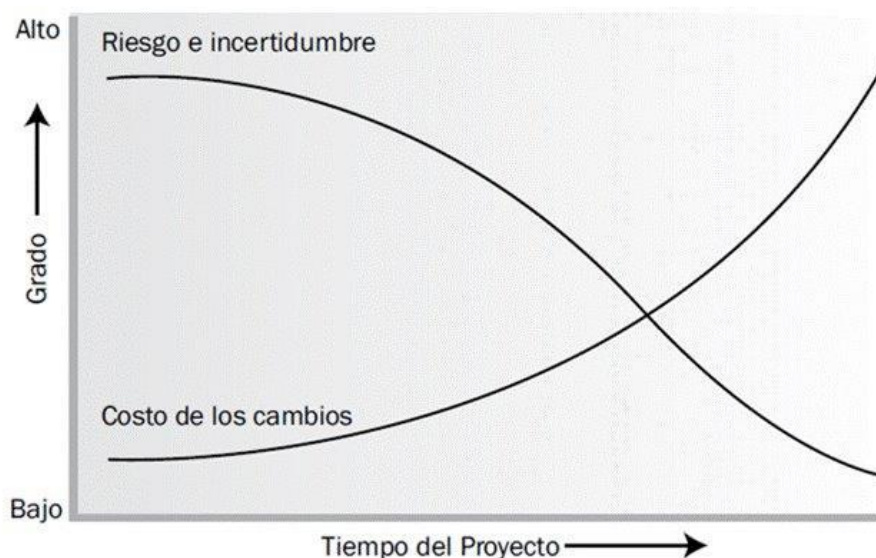 Alto
Riesgo e incertidumbre
Grado
Costo de los cambios
Bajo
Tiempo del Proyecto